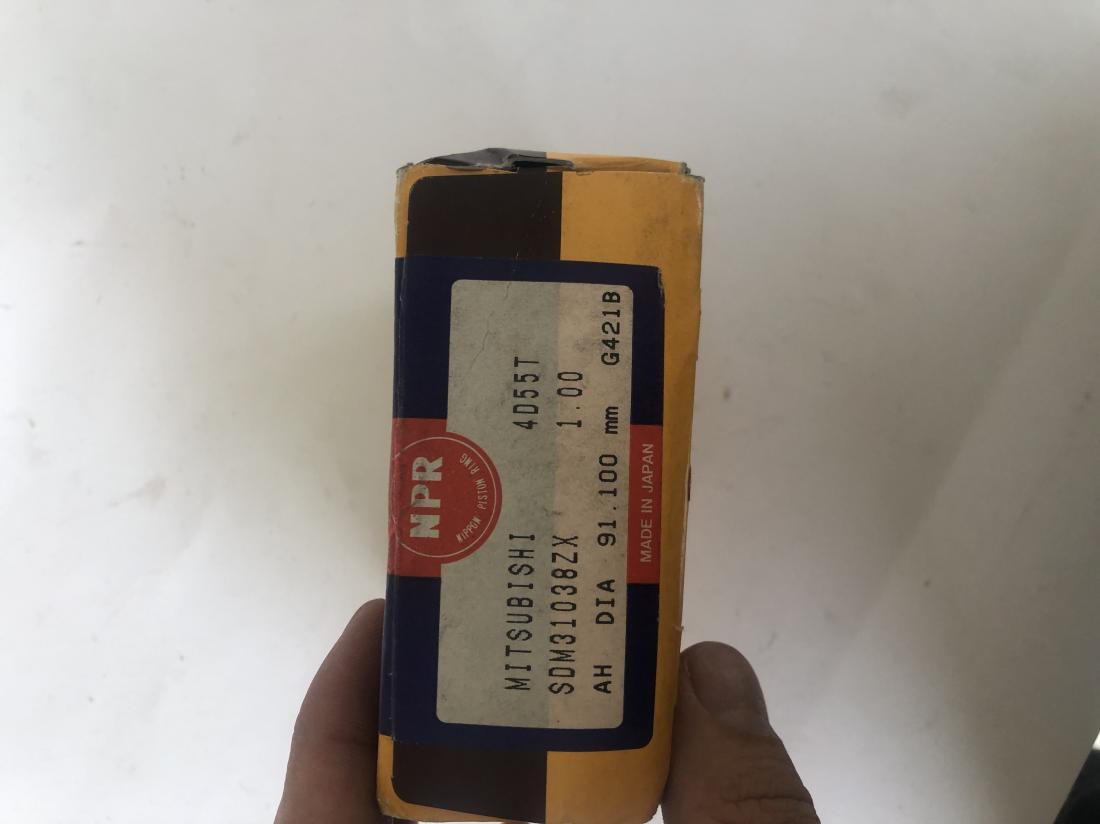 NPR
NIPPON PISTON RING
MITSUBISHI 4D55T
SDM31038ZX 1.00
AH DIA 91.100 mm G421B
MADE IN JAPAN